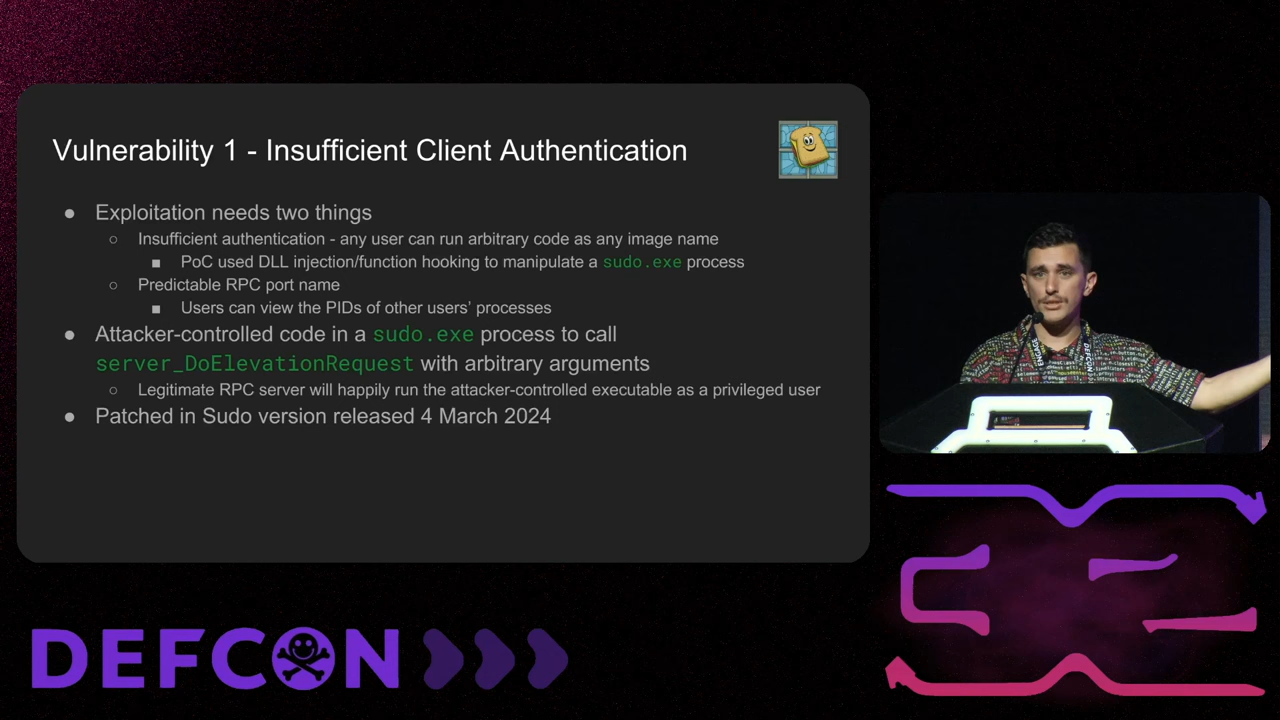 Vulnerability 1 - Insufficient Client Authentication
● Exploitation needs two things
○ Insufficient authentication - any user can run arbitrary code as any image name
■ PoC used DLL injection/function hooking to manipulate a sudo.exe process
○ Predictable RPC port name
■ Users can view the PIDs of other users' processes
● Attacker-controlled code in a sudo.exe process to call
server_DoElevationRequest with arbitrary arguments
○ Legitimate RPC server will happily run the attacker-controlled executable as a privileged user
● Patched in Sudo version released 4 March 2024
DEFCON
DEFCON